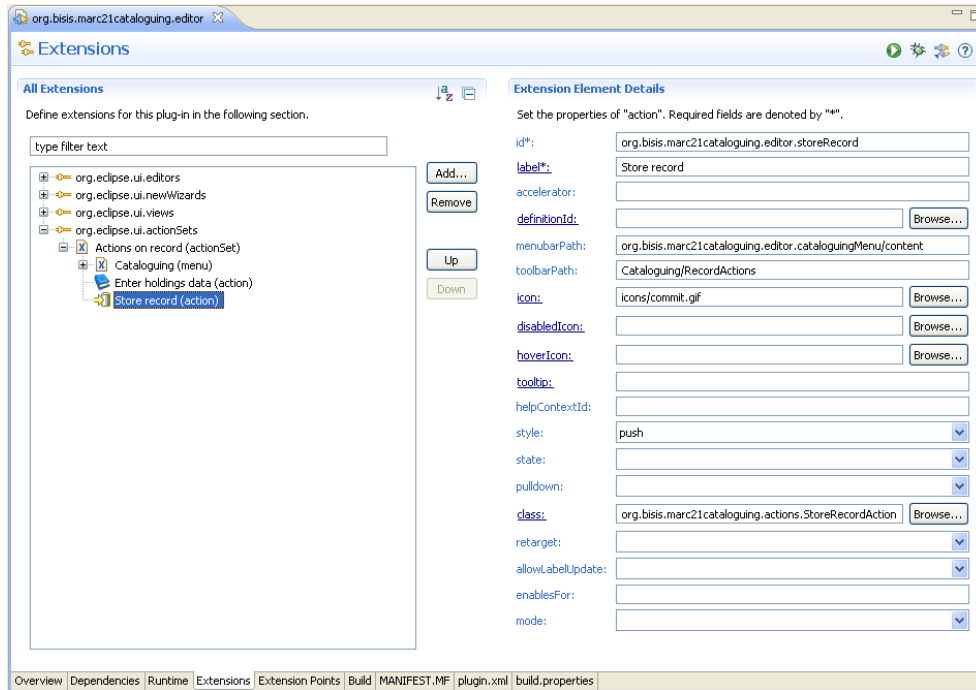 org.bisis.marc21cataloguing.editor
Extensions
All Extensions
Define extensions for this plug-in in the following section.
type filter text
org.eclipse.ui.editors
org.eclipse.ui.newWizards
org.eclipse.ui.views
org.eclipse.ui.actionSets
Actions on record (actionSet)
Cataloguing (menu)
Enter holdings data (action)
Store record (action)
Add...
Remove
Up
Down
Extension Element Details
Set the properties of "action". Required fields are denoted by "*".
id*: org.bisis.marc21cataloguing.editor.storeRecord
label*: Store record
accelerator:
definitionId: Browse...
menubarPath: org.bisis.marc21cataloguing.editor.cataloguingMenu/content
toolbarPath: Cataloguing/RecordActions
icon: icons/commit.gif Browse...
disabledIcon: Browse...
hoverIcon: Browse...
tooltip:
helpContextId:
style: push
state:
pulldown:
class: org.bisis.marc21cataloguing.actions.StoreRecordAction Browse...
retarget:
allowLabelUpdate:
enablesFor:
mode:
Overview Dependencies Runtime Extensions Extension Points Build MANIFEST.MF plugin.xml build.properties